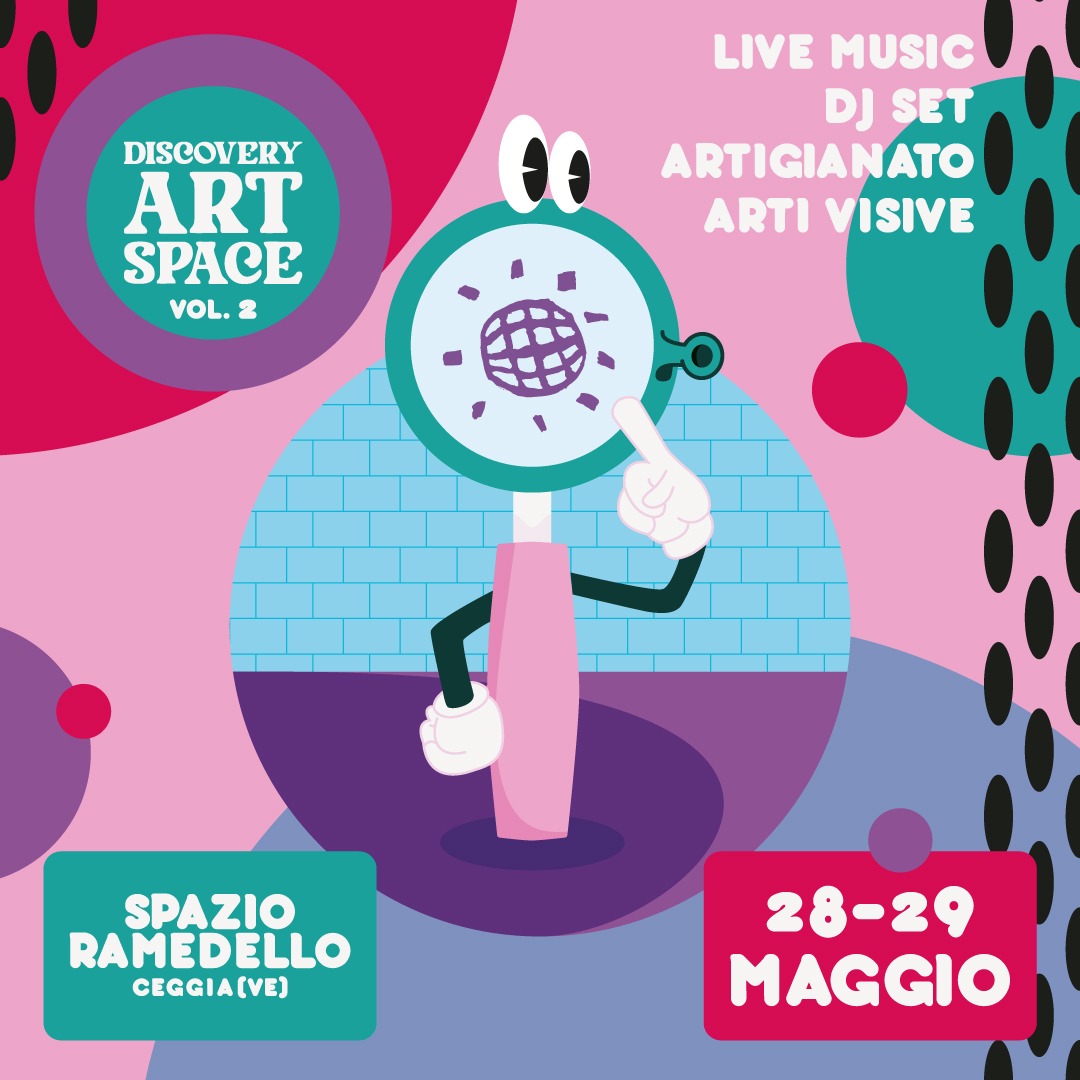 DISCOVERY
ART
SPACE
VOL. 2
LIVE MUSIC
DJ SET
ARTIGIANATO
ARTI VISIVE
SPAZIO
RAMEDELLO
CEGGIA(VE)
28-29
MAGGIO